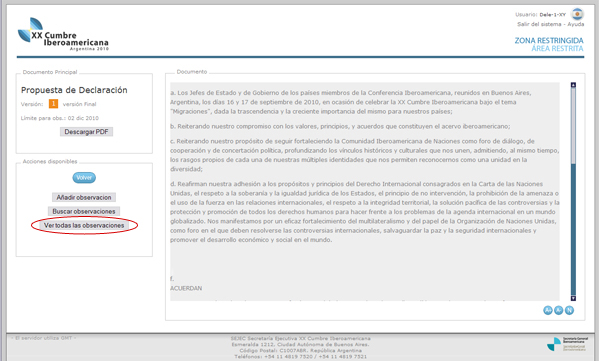 XX Cumbre
Iberoamericana
Argentina 2010
Usuario: Dele-1-XY
Salir del sistema - Ayuda
ZONA RESTRINGIDA
ÁREA RESTRITA
Documento Principal
Propuesta de Declaración
Versión: 1 versión Final
Límite para obs.: 02 dic 2010
Descargar PDF
Acciones disponibles
Volver
Añadir observacion
Buscar observaciones
Ver todas las observaciones
Documento
a. Los Jefes de Estado y de Gobierno de los países miembros de la Conferencia Iberoamericana, reunidos en Buenos Aires,
Argentina, los días 16 y 17 de septiembre de 2010, en ocasión de celebrar la XX Cumbre Iberoamericana bajo el tema
"Migraciones", dada la trascendencia y la creciente importancia del mismo para nuestros países;
b. Reiterando nuestro compromiso con los valores, principios, y acuerdos que constituyen el acervo iberoamericano;
c. Reiterando nuestro propósito de seguir fortaleciendo la Comunidad Iberoamericana de Naciones como foro de diálogo, de
cooperación y de concertación política, profundizando los vínculos históricos y culturales que nos unen, admitiendo, al mismo tiempo,
los rasgos propios de cada una de nuestras múltiples identidades que nos permiten reconocernos como una unidad en la
diversidad;
d. Reafirman nuestra adhesión a los propósitos y principios del Derecho Internacional consagrados en la Carta de las Naciones
Unidas, el respeto a la soberanía y la igualdad jurídica de los Estados, el principio de no intervención, la prohibición de la amenaza o
el uso de la fuerza en las relaciones internacionales, el respeto a la integridad territorial, la solución pacífica de las controversias y la
protección y promoción de todos los derechos humanos para hacer frente a los problemas de la agenda internacional en un mundo
globalizado. Nos manifestamos por un eficaz fortalecimiento del multilateralismo y del papel de la Organización de Naciones Unidas,
como foro en el que deben resolverse las controversias internacionales, salvaguardar la paz y la seguridad internacionales y
promover el desarrollo económico y social en el mundo.
f.
ACUERDAN
A+ A- N
- El servidor utiliza GMT -
SEJEC Secretaría Ejecutiva XX Cumbre Iberoamericana
Esmeralda 1212, Ciudad Autónoma de Buenos Aires.
Código Postal: C1007ABR. República Argentina
Teléfonos: +54 11 4819 7520 / +54 11 4819 7521
Secretaría General
Iberoamericana